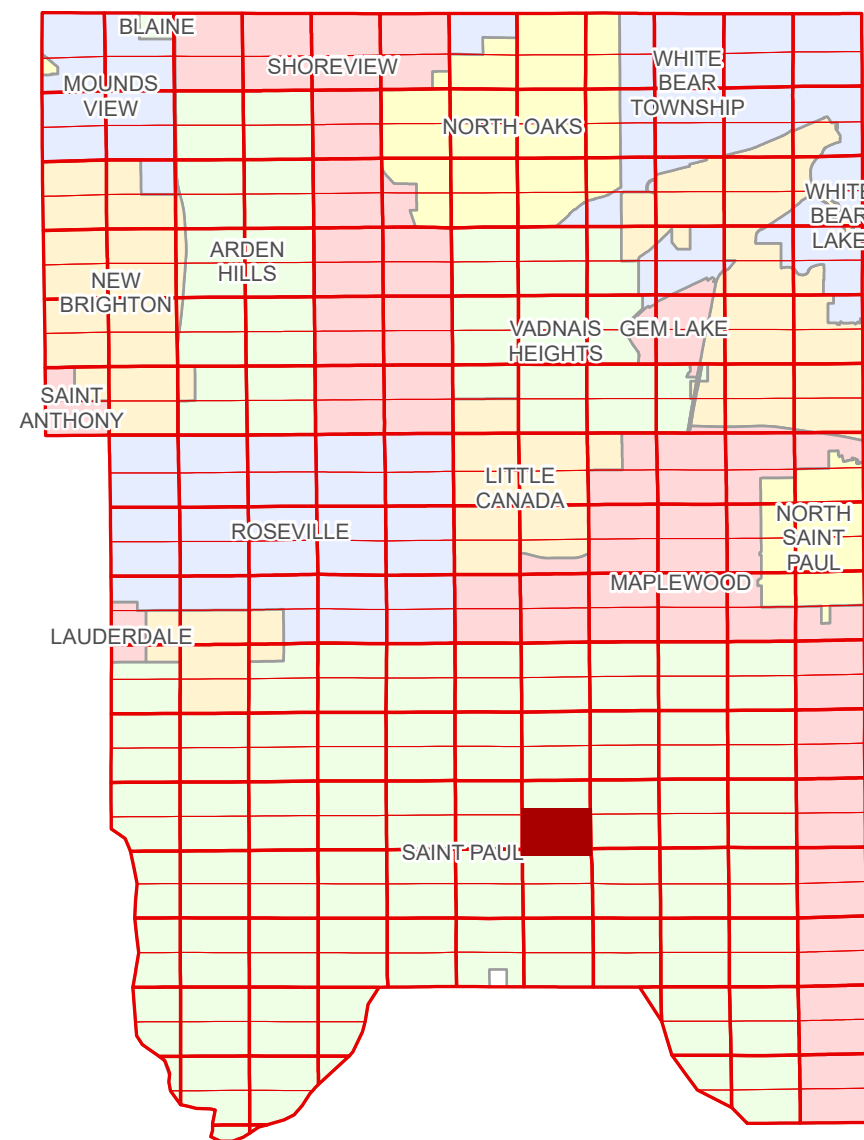 BLAINE
SHOREVIEW
WHITE
BEAR
TOWNSHIP
MOUNDS
VIEW
NORTH OAKS
WHITE
BEAR
LAKE
ARDEN
HILLS
NEW
BRIGHTON
VADNAIS
HEIGHTS
GEM LAKE
SAINT
ANTHONY
LITTLE
CANADA
NORTH
SAINT
PAUL
ROSEVILLE
MAPLEWOOD
LAUDERDALE
SAINT PAUL